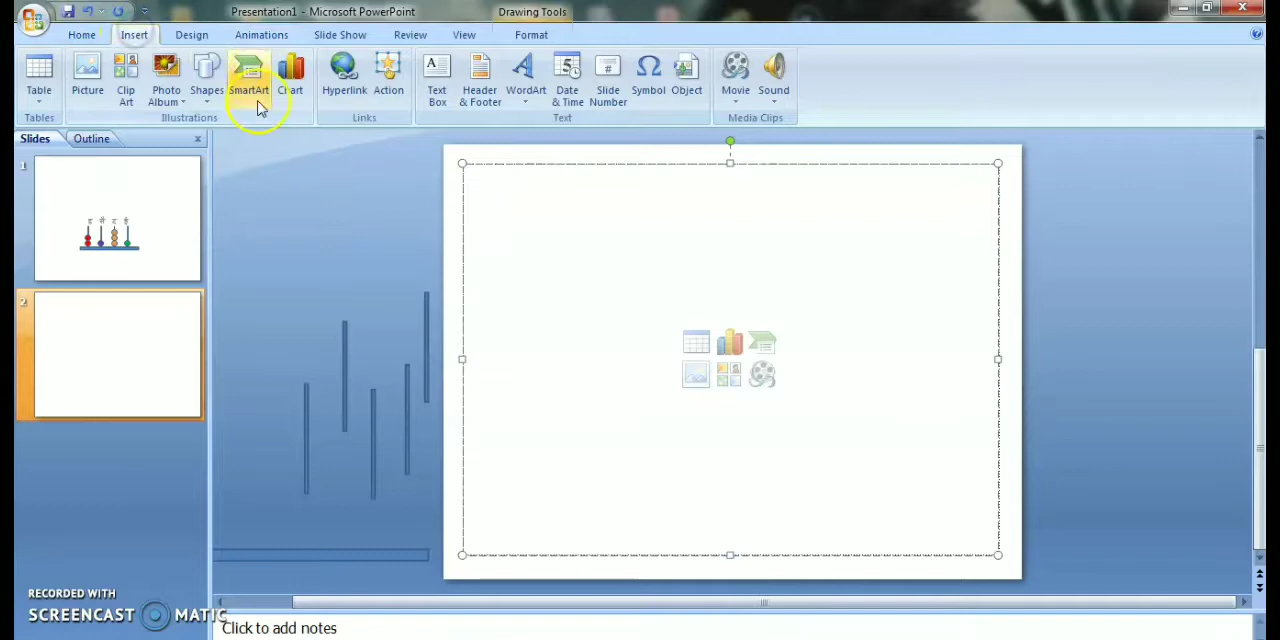 Presentation1 - Microsoft PowerPoint
Drawing Tools
Home Insert Design Animations Slide Show Review View Format
Table Picture Clip Art Photo Album Shapes SmartArt Chart Hyperlink Action Text Box Header & Footer WordArt Date & Time Slide Number Symbol Object Movie Sound
Tables Illustrations Links Text Media Clips
Slides Outline
1
2
RECORDED WITH
SCREENCAST MATIC
Click to add notes